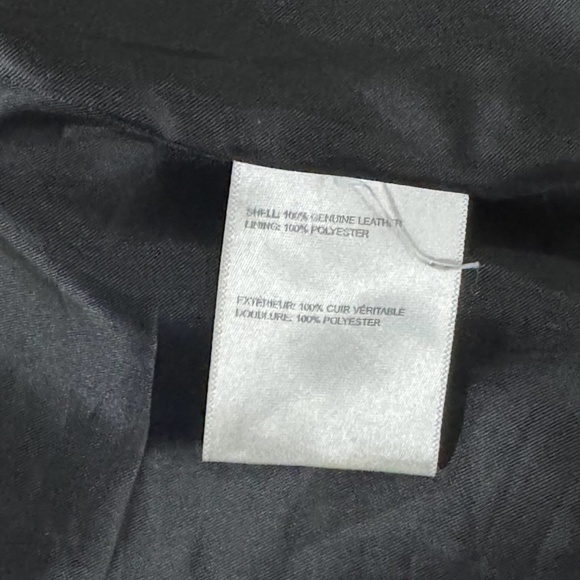 SHELL: 100% GENUINE LEATHER
LINING: 100% POLYESTER
EXTÉRIEUR: 100% CUIR VÉRITABLE
DOUBLURE: 100% POLYESTER